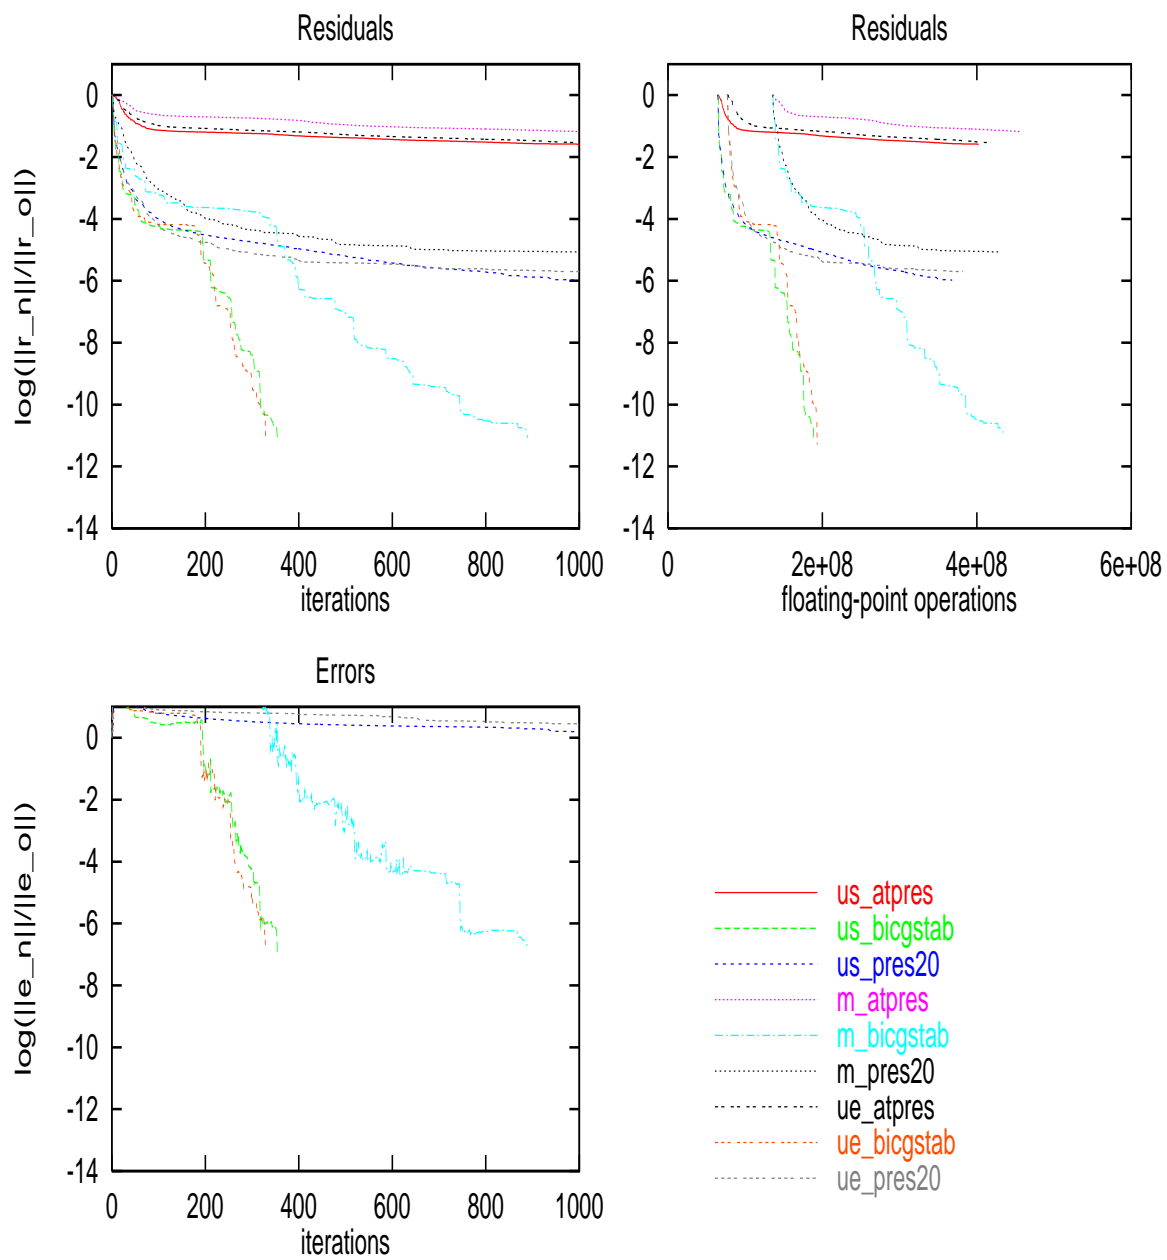 Residuals
0
-2
-4
-6
-8
-10
-12
-14
log(||r_n||/||r_o||)
0 200 400 600 800 1000
iterations
Residuals
0
-2
-4
-6
-8
-10
-12
-14
0 2e+08 4e+08 6e+08
floating-point operations
Errors
0
-2
-4
-6
-8
-10
-12
-14
log(||e_n||/||e_o||)
0 200 400 600 800 1000
iterations
us_atpres
us_bicgstab
us_pres20
m_atpres
m_bicgstab
m_pres20
ue_atpres
ue_bicgstab
ue_pres20